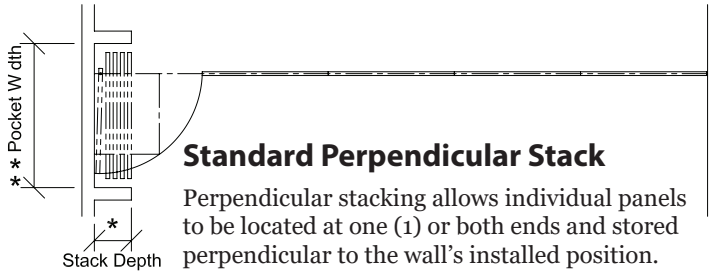 ** Pocket W dth
Standard Perpendicular Stack
Perpendicular stacking allows individual panels
to be located at one (1) or both ends and stored
perpendicular to the wall's installed position.
*
Stack Depth